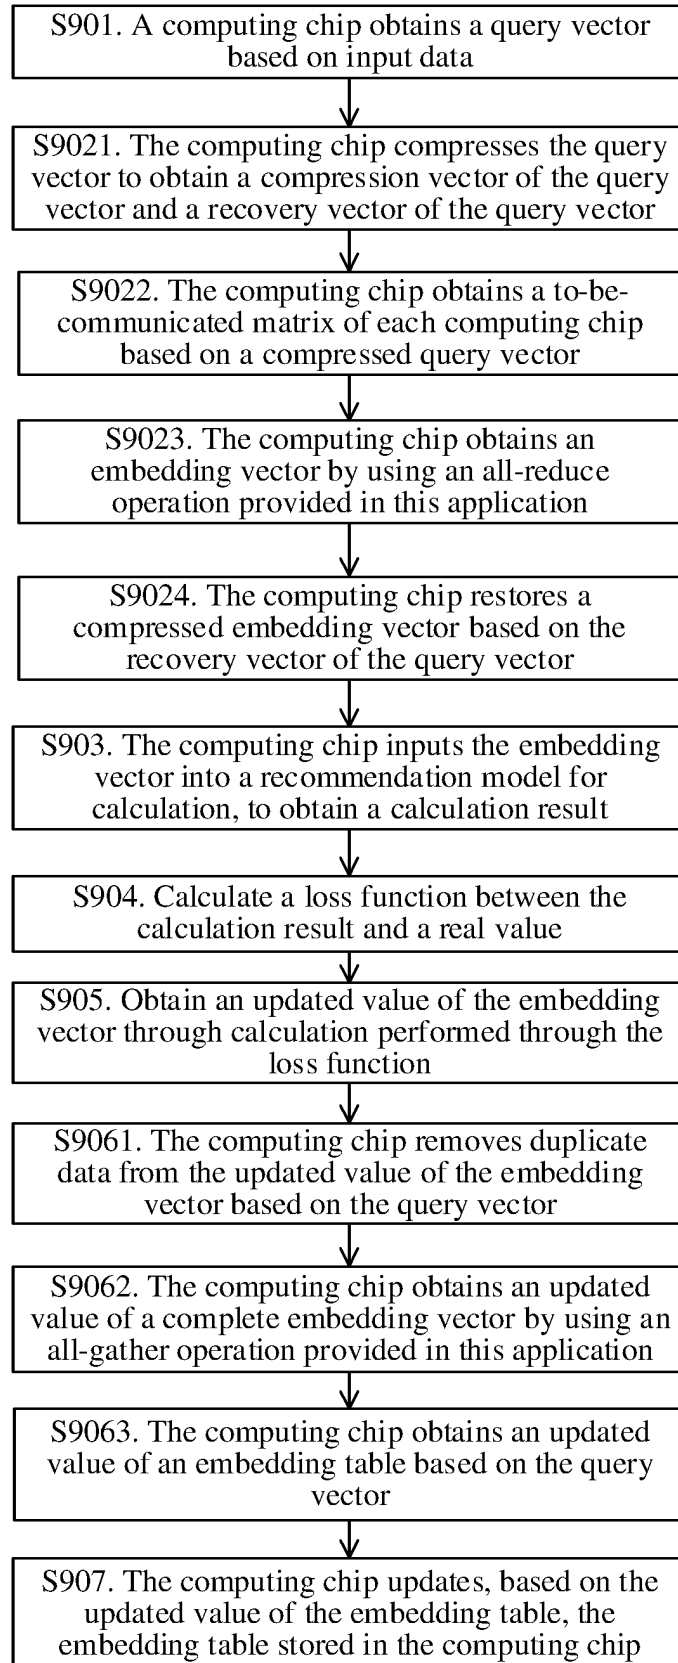 S901. A computing chip obtains a query vector
based on input data
S9021. The computing chip compresses the query
vector to obtain a compression vector of the query
vector and a recovery vector of the query vector
S9022. The computing chip obtains a to-be-
communicated matrix of each computing chip
based on a compressed query vector
S9023. The computing chip obtains an
embedding vector by using an all-reduce
operation provided in this application
S9024. The computing chip restores a
compressed embedding vector based on the
recovery vector of the query vector
S903. The computing chip inputs the embedding
vector into a recommendation model for
calculation, to obtain a calculation result
S904. Calculate a loss function between the
calculation result and a real value
S905. Obtain an updated value of the embedding
vector through calculation performed through the
loss function
S9061. The computing chip removes duplicate
data from the updated value of the embedding
vector based on the query vector
S9062. The computing chip obtains an updated
value of a complete embedding vector by using an
all-gather operation provided in this application
S9063. The computing chip obtains an updated
value of an embedding table based on the query
vector
S907. The computing chip updates, based on the
updated value of the embedding table, the
embedding table stored in the computing chip